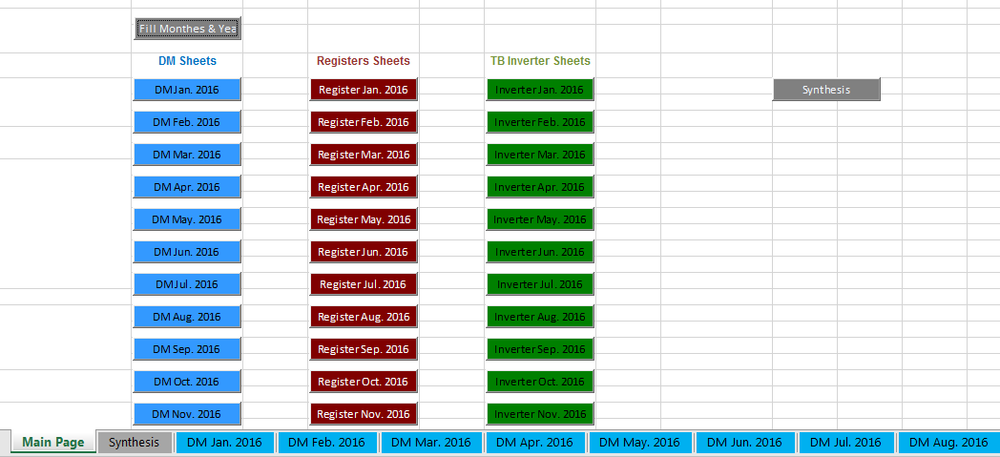 Fill Monthes & Yea
DM Sheets Registers Sheets TB Inverter Sheets
DM Jan. 2016 Register Jan. 2016 Inverter Jan. 2016 Synthesis
DM Feb. 2016 Register Feb. 2016 Inverter Feb. 2016
DM Mar. 2016 Register Mar. 2016 Inverter Mar. 2016
DM Apr. 2016 Register Apr. 2016 Inverter Apr. 2016
DM May. 2016 Register May. 2016 Inverter May. 2016
DM Jun. 2016 Register Jun. 2016 Inverter Jun. 2016
DM Jul. 2016 Register Jul. 2016 Inverter Jul. 2016
DM Aug. 2016 Register Aug. 2016 Inverter Aug. 2016
DM Sep. 2016 Register Sep. 2016 Inverter Sep. 2016
DM Oct. 2016 Register Oct. 2016 Inverter Oct. 2016
DM Nov. 2016 Register Nov. 2016 Inverter Nov. 2016
Main Page Synthesis DM Jan. 2016 DM Feb. 2016 DM Mar. 2016 DM Apr. 2016 DM May. 2016 DM Jun. 2016 DM Jul. 2016 DM Aug. 2016